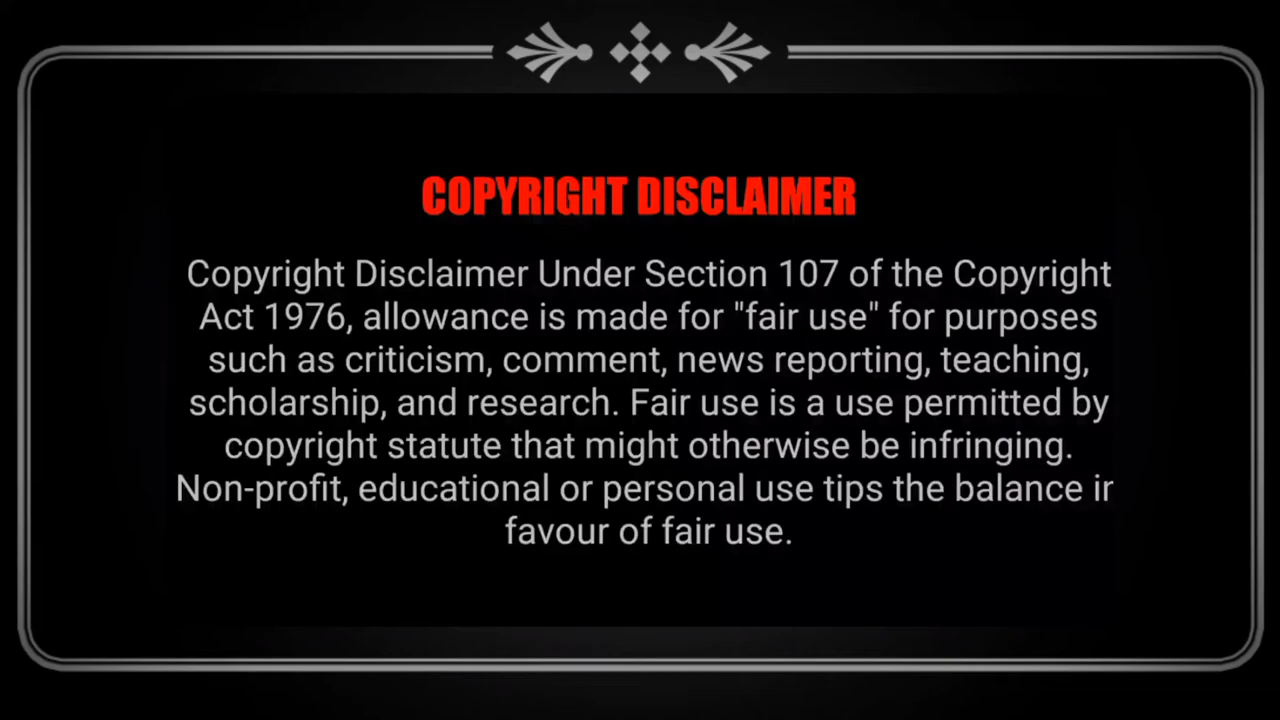 COPYRIGHT DISCLAIMER
Copyright Disclaimer Under Section 107 of the Copyright
Act 1976, allowance is made for "fair use" for purposes
such as criticism, comment, news reporting, teaching,
scholarship, and research. Fair use is a use permitted by
copyright statute that might otherwise be infringing.
Non-profit, educational or personal use tips the balance in
favour of fair use.